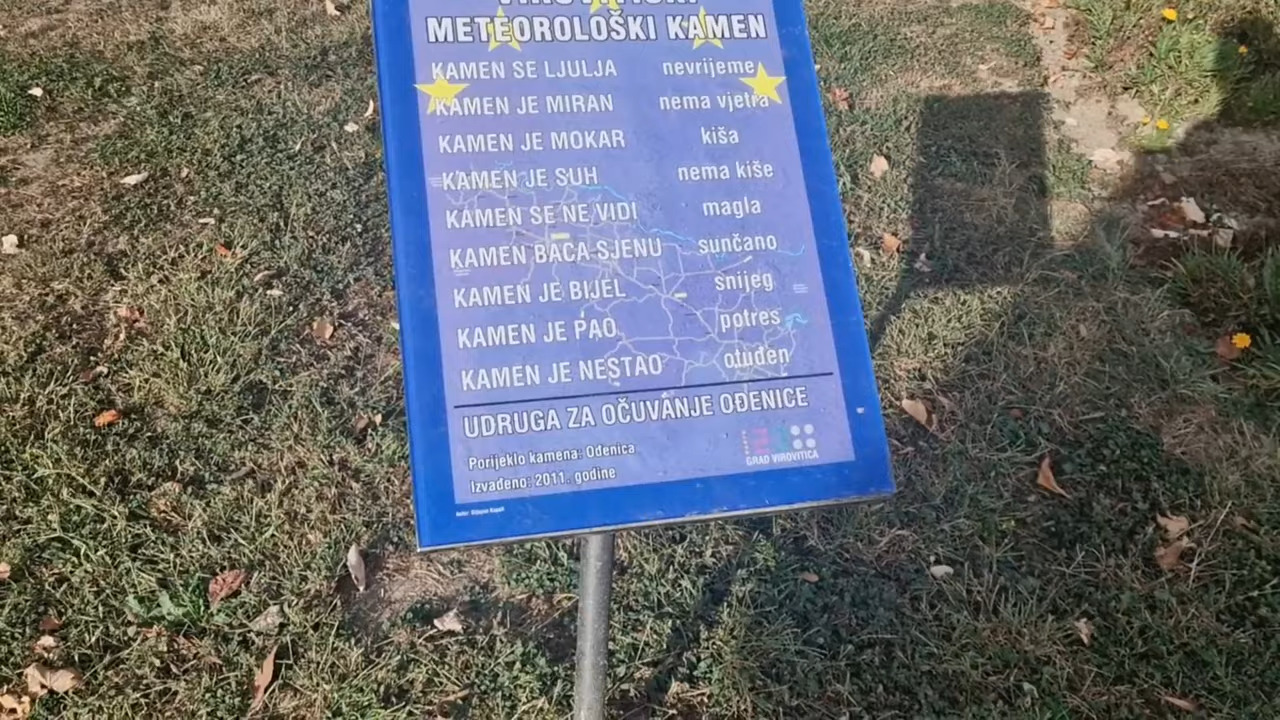 METEOROLOŠKI KAMEN
KAMEN SE LJULJA nevrijeme
KAMEN JE MIRAN nema vjetra
KAMEN JE MOKAR kiša
KAMEN JE SUH nema kiše
KAMEN SE NE VIDI magla
KAMEN BACA SJENU sunčano
KAMEN JE BIJEL snijeg
KAMEN JE PAO potres
KAMEN JE NESTAO otuđen
UDRUGA ZA OČUVANJE OĐENICE
Porijeklo kamena: Ođenica
Izvađeno: 2011. godine
GRAD VIROVITICA